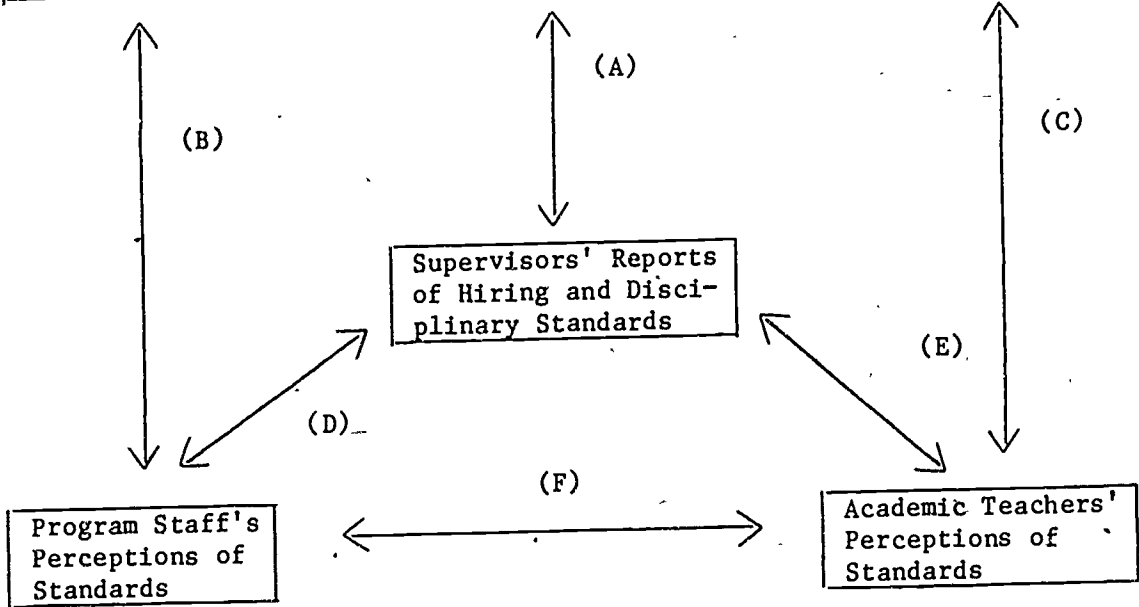 (A)
(B)
(C)
Supervisors' Reports
of Hiring and Disci-
plinary Standards
(E)
(D)
(F)
Program Staff's
Perceptions of
Standards
Academic Teachers'
Perceptions of
Standards